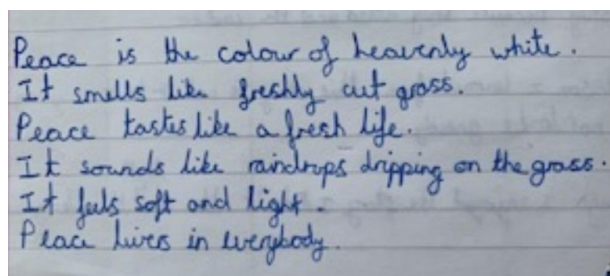 Peace is the colour of heavenly white.
It smells like freshly cut grass.
Peace tastes like a fresh life.
It sounds like raindrops dripping on the grass.
It feels soft and light.
Peace lives in everybody.